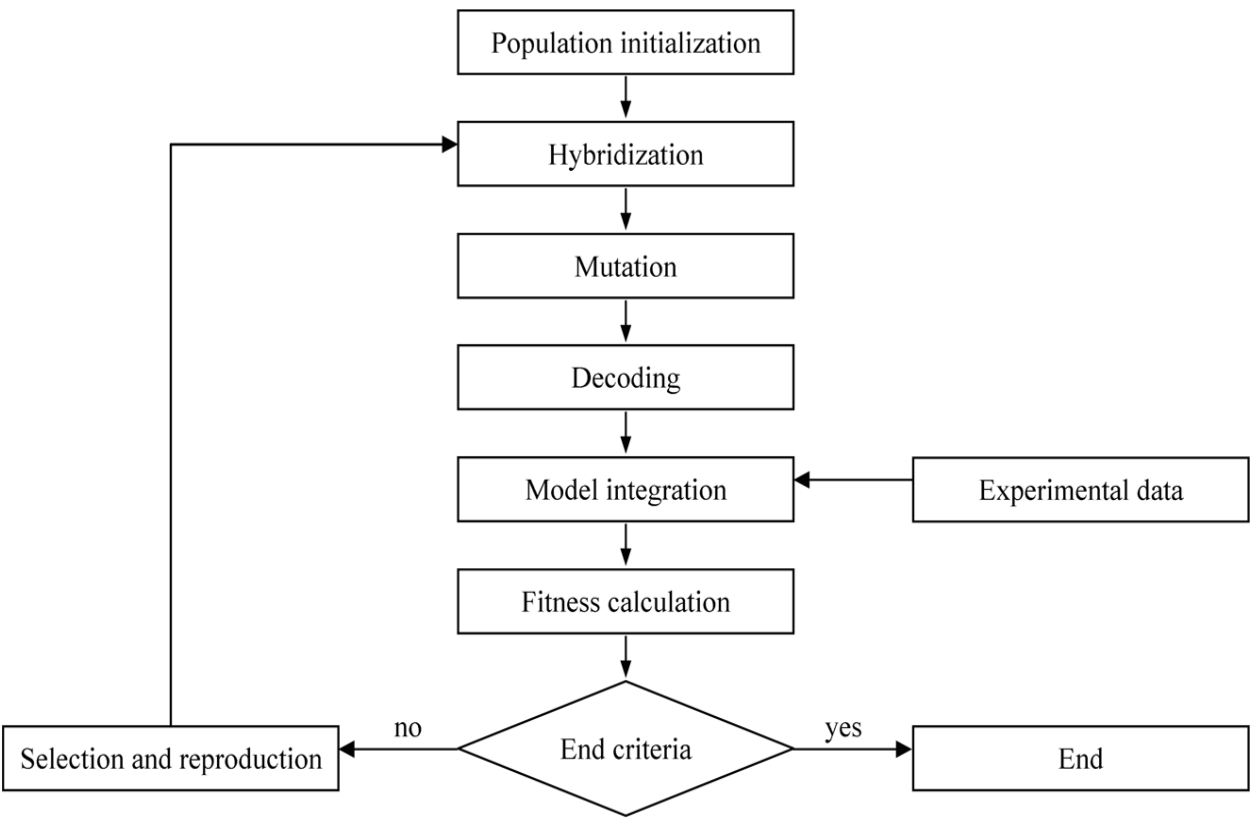 Population initialization
Hybridization
Mutation
Decoding
Model integration
Experimental data
Fitness calculation
no
yes
Selection and reproduction
End criteria
End